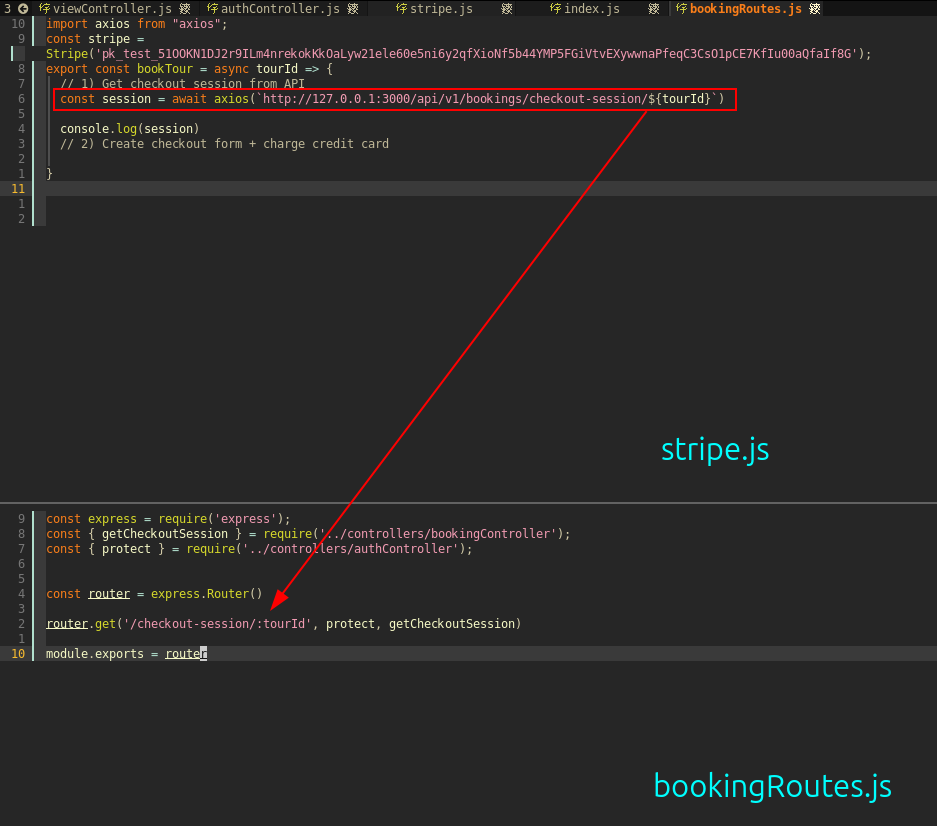 3 viewController.js authController.js stripe.js index.js bookingRoutes.js
10 import axios from "axios";
9 const stripe =
Stripe('pk_test_51OOKN1DJ2r9ILm4nrekokKkOaLyw21ele60e5ni6y2qfXioNf5b44YMP5FGiVtvEXywwnaPfeqC3CsO1pCE7KfIu00aQfaIf8G');
8 export const bookTour = async tourId => {
7 // 1) Get checkout session from API
6 const session = await axios(`http://127.0.0.1:3000/api/v1/bookings/checkout-session/${tourId}`)
5
4 console.log(session)
3 // 2) Create checkout form + charge credit card
2
1 }
11
1
2
stripe.js
9 const express = require('express');
8 const { getCheckoutSession } = require('../controllers/bookingController');
7 const { protect } = require('../controllers/authController');
6
5
4 const router = express.Router()
3
2 router.get('/checkout-session/:tourId', protect, getCheckoutSession)
1
10 module.exports = router
bookingRoutes.js